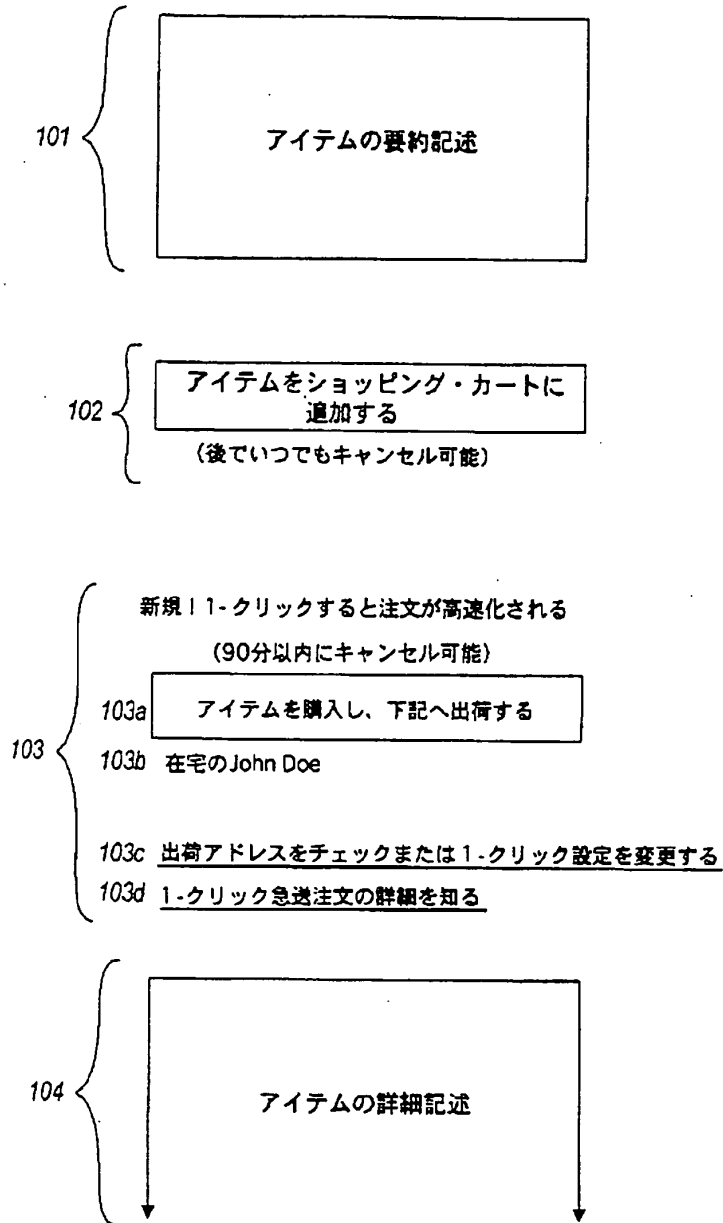 101
アイテムの要約記述
102
アイテムをショッピング・カートに
追加する
(後でいつでもキャンセル可能)
103
新規!1-クリックすると注文が高速化される
(90分以内にキャンセル可能)
103a アイテムを購入し、下記へ出荷する
103b 在宅のJohn Doe
103c 出荷アドレスをチェックまたは1-クリック設定を変更する
103d 1-クリック急送注文の詳細を知る
104
アイテムの詳細記述